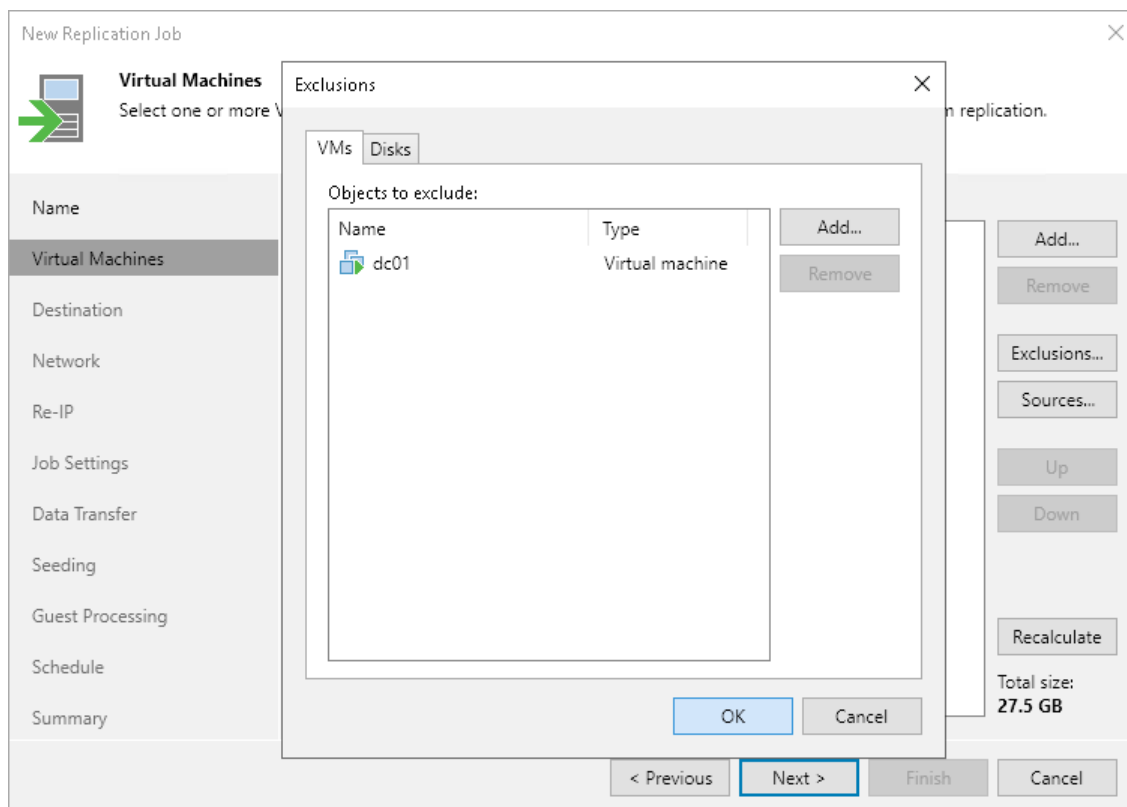 New Replication Job
Virtual Machines
Select one or more
replication.
Exclusions
VMs
Disks
Objects to exclude:
Name
Type
dc01
Virtual machine
Add...
Remove
OK
Cancel
Name
Virtual Machines
Destination
Network
Re-IP
Job Settings
Data Transfer
Seeding
Guest Processing
Schedule
Summary
Add...
Remove
Exclusions...
Sources...
Up
Down
Recalculate
Total size:
27.5 GB
< Previous
Next >
Finish
Cancel